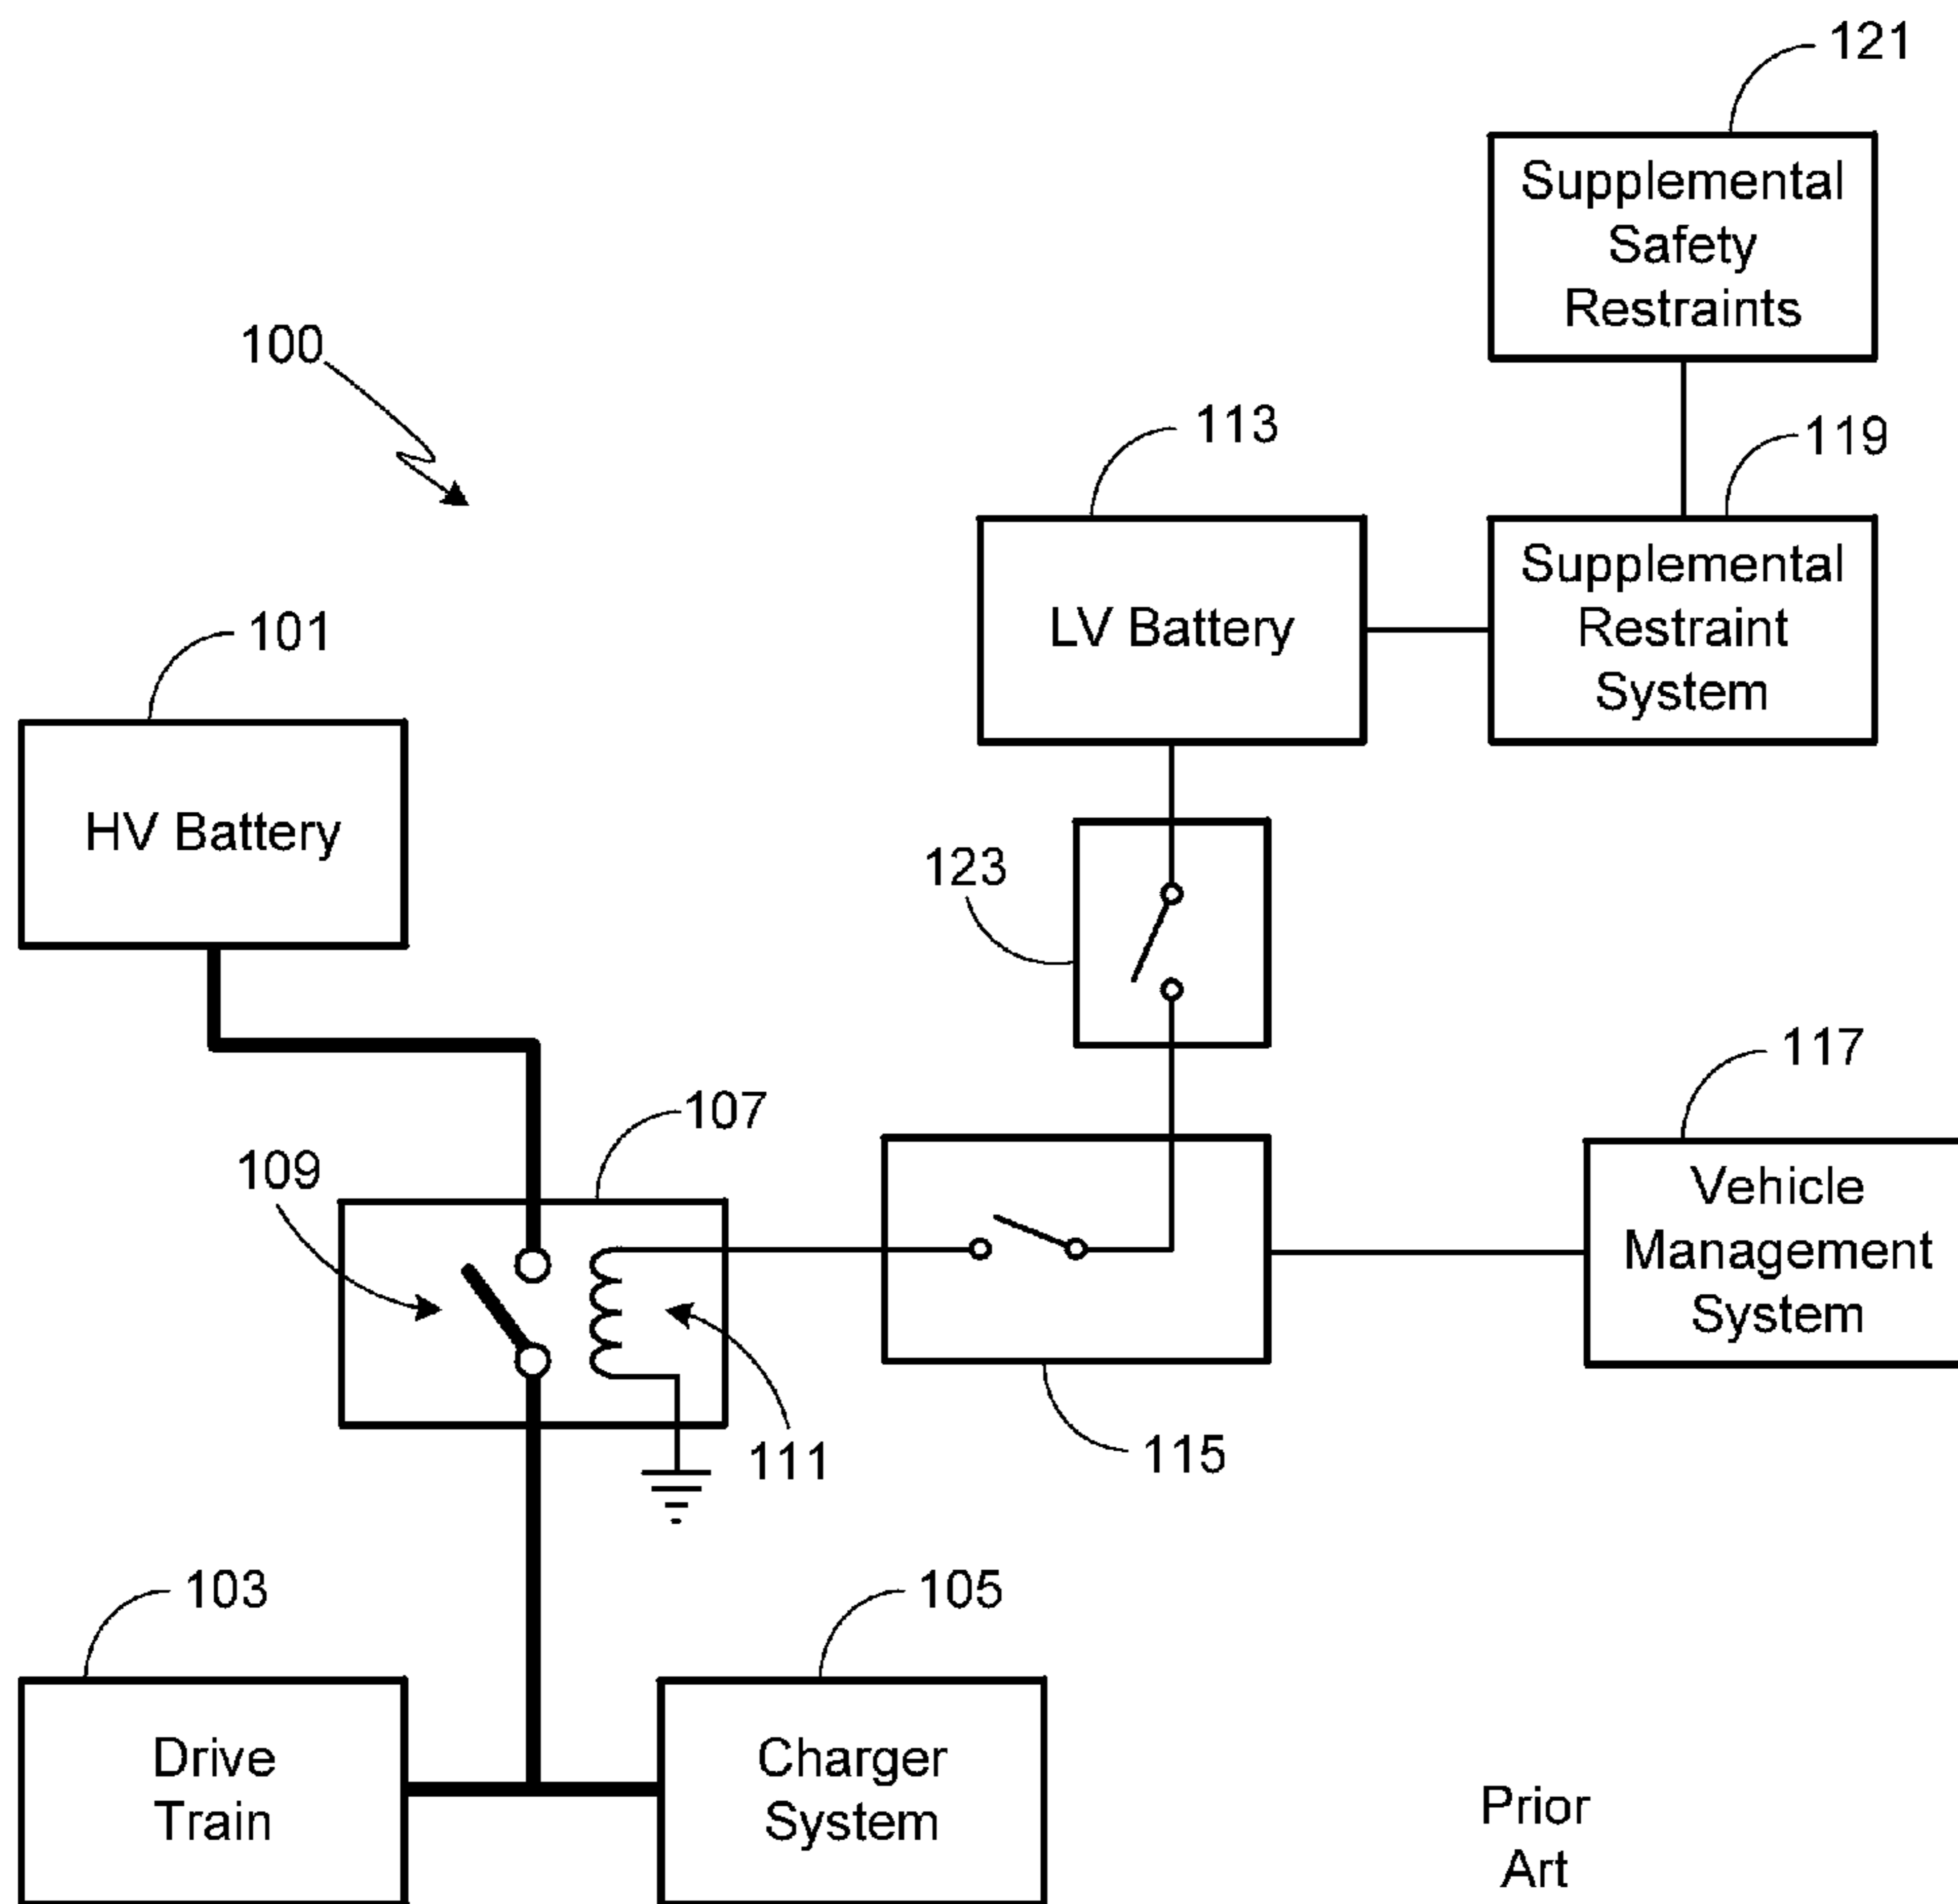 121
Supplemental
Safety
Restraints
100
113
119
LV Battery
Supplemental
Restraint
System
101
HV Battery
123
117
107
109
Vehicle
Management
System
111
115
103
105
Drive
Train
Charger
System
Prior
Art